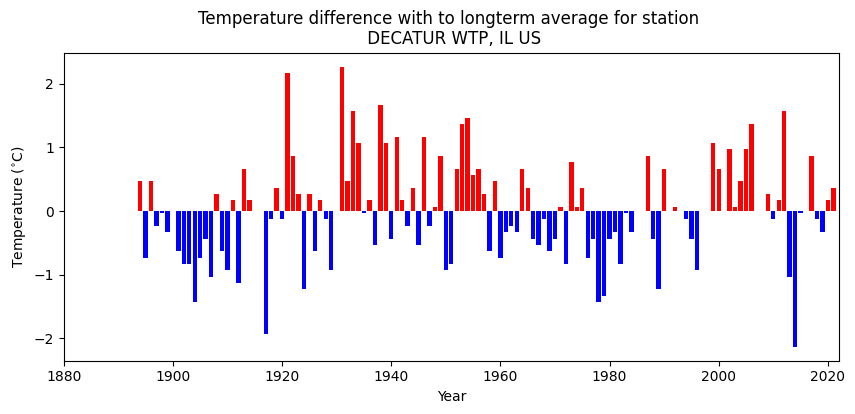 Temperature difference with to longterm average for station
DECATUR WTP, IL US
2
1
0
−1
−2
Temperature (°C)
1880 1900 1920 1940 1960 1980 2000 2020
Year